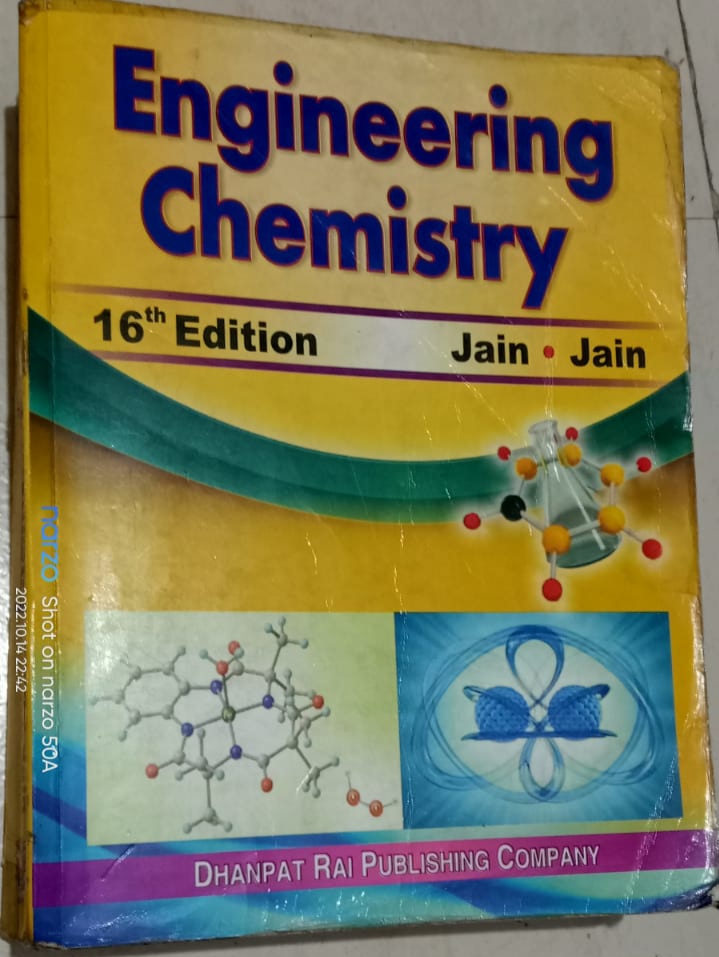 Engineering
Chemistry
16th Edition
Jain • Jain
DHANPAT RAI PUBLISHING COMPANY
narzo Shot on narzo 50A
2022.10.14 22:42